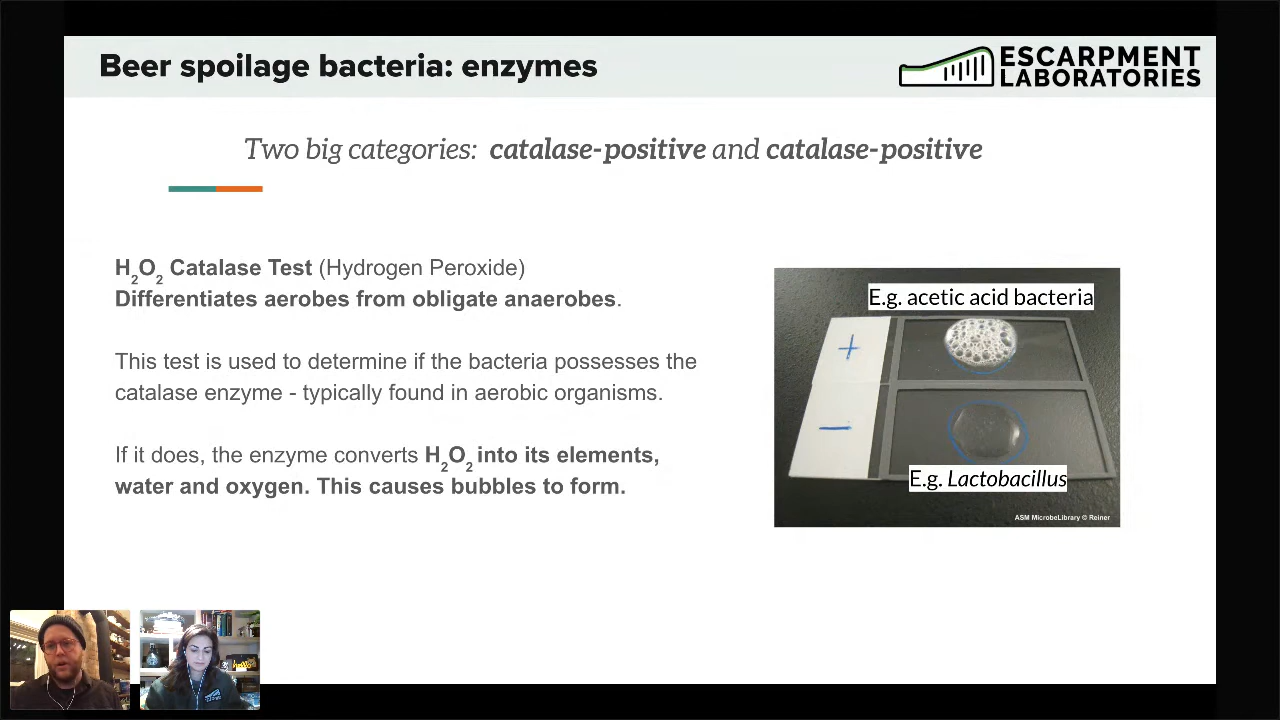 Beer spoilage bacteria: enzymes
ESCARPMENT
LABORATORIES
Two big categories: catalase-positive and catalase-positive
H2O2 Catalase Test (Hydrogen Peroxide)
Differentiates aerobes from obligate anaerobes.
This test is used to determine if the bacteria possesses the
catalase enzyme - typically found in aerobic organisms.
If it does, the enzyme converts H2O2 into its elements,
water and oxygen. This causes bubbles to form.
E.g. acetic acid bacteria
+
−
E.g. Lactobacillus
ASM MicrobeLibrary © Reiner